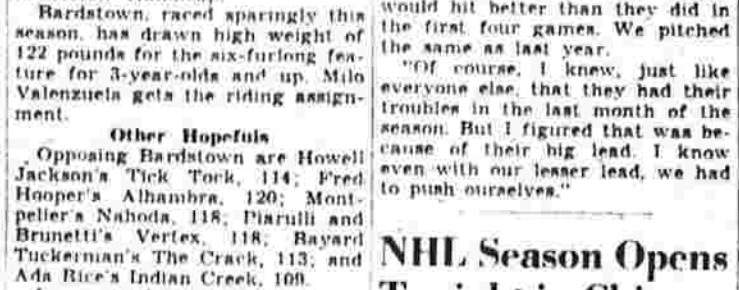 Bardstown, raced sparingly this
season, has drawn high weight of
122 pounds for the six-furlong fea-
ture for 3-year-olds and up. Milo
Valenzuela gets the riding assign-
ment.
Other Hopefuls
Opposing Bardstown are Howell
Jackson's Tick Tock, 114; Fred
Hooper's Alhambra, 120; Mont-
pelier's Nahoda, 118; Piarulli and
Brunetti's Vertex, 118; Bayard
Tuckerman's The Crack, 113; and
Ada Rice's Indian Creek, 109.
would hit better than they did in
the first four games. We pitched
the same as last year.
"Of course, I knew, just like
everyone else, that they had their
troubles in the last month of the
season. But I figured that was be-
cause of their big lead. I know
even with our lesser lead, we had
to push ourselves."
NHL Season Opens